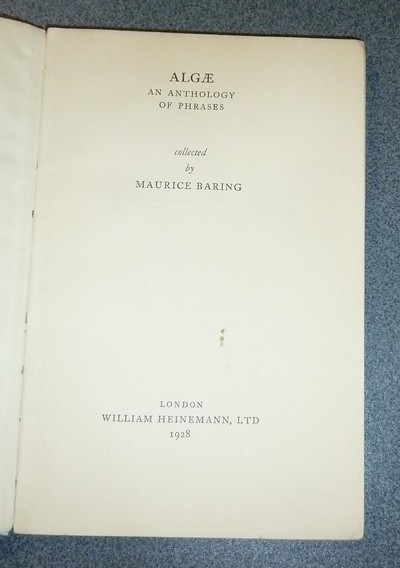 ALGÆ
AN ANTHOLOGY
OF PHRASES
collected
by
MAURICE BARING
LONDON
WILLIAM HEINEMANN, LTD
1928